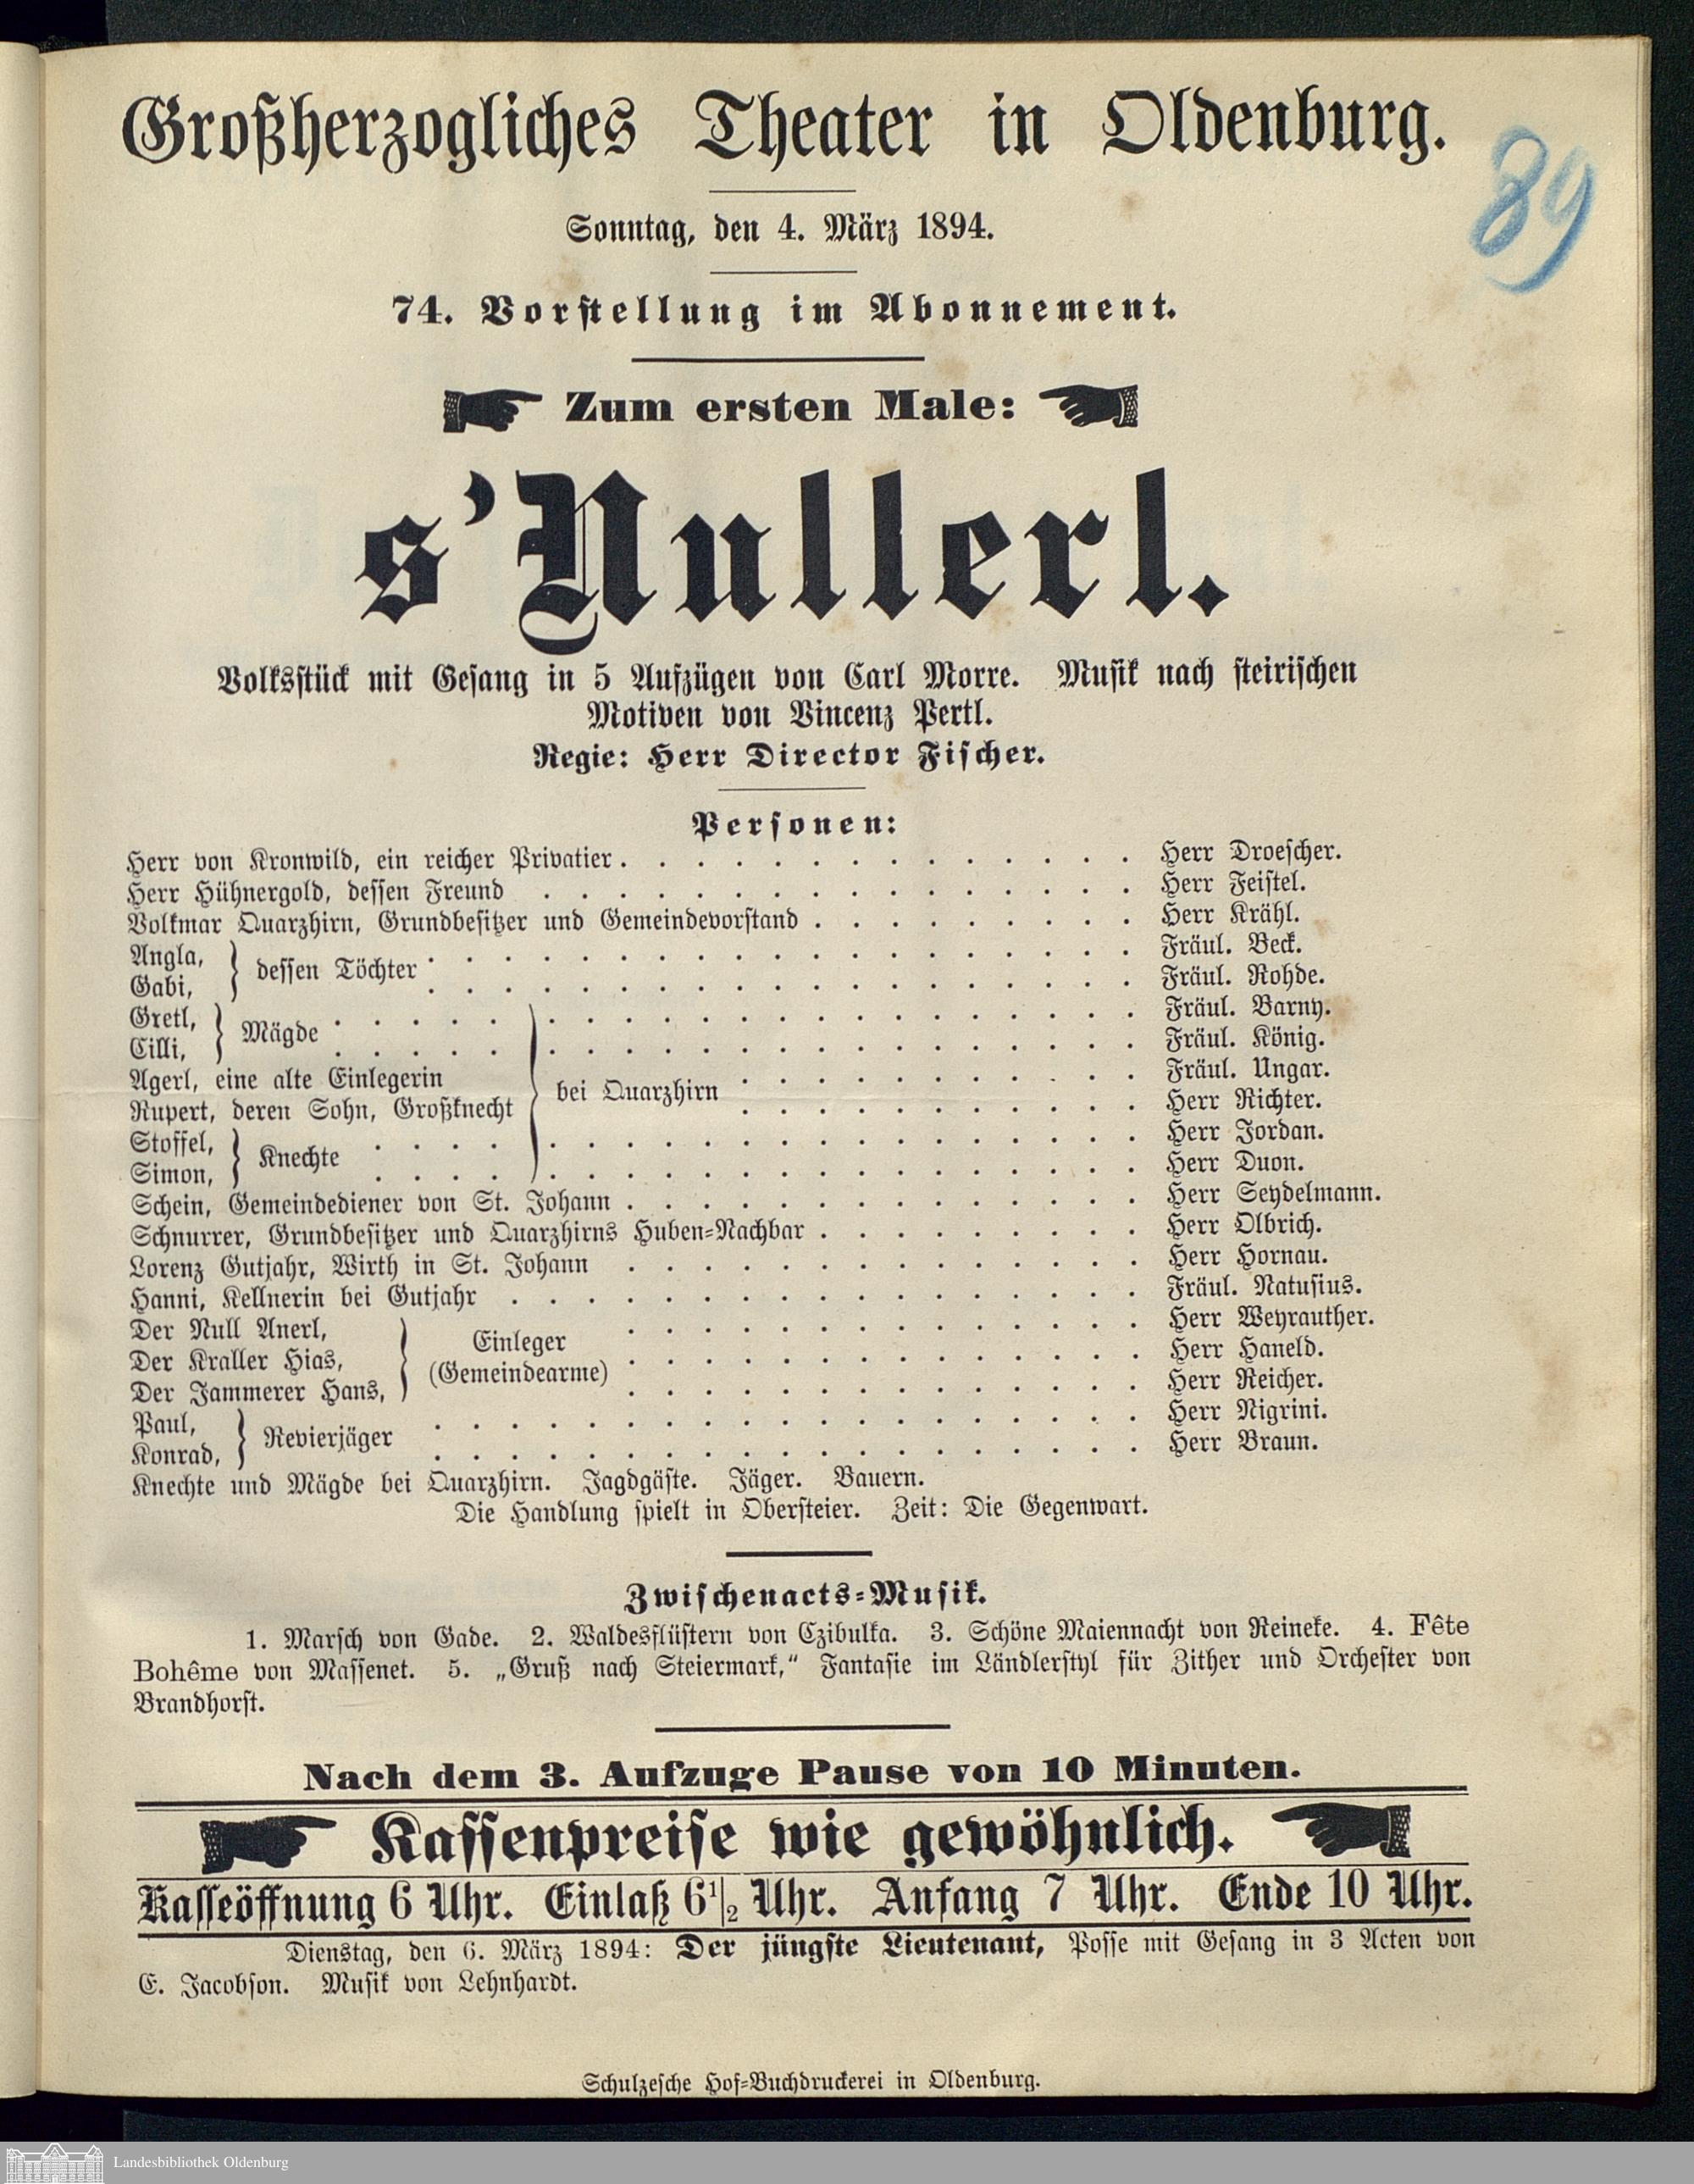 Großherzogliches Theater in Oldenburg.
89
Sonntag, den 4. März 1894.
74. Vorstellung im Abonnement.
Zum ersten Male:
s'Nullerl.
Volksstück mit Gesang in 5 Aufzügen von Carl Morre. Musik nach steirischen
Motiven von Vincenz Pertl.
Regie: Herr Director Fischer.
Personen:
Herr von Kronwild, ein reicher Privatier . . . . . . . . . . . . . . Herr Droescher.
Herr Hühnergold, dessen Freund . . . . . . . . . . . . . . . . Herr Feistel.
Volkmar Quarzhirn, Grundbesitzer und Gemeindevorstand . . . . . . . . . Herr Krähl.
Angla, } dessen Töchter . . . . . . . . . . . . . . . . . . . Fräul. Beck.
Gabi, . . . . . . . . . . . . . . . . . . . Fräul. Rohde.
Gretl, } Mägde . . . . . . . . . . . . . . . . . . . . . Fräul. Barny.
Cilli, . . . . . . . . . . . . . . . . . . . . . Fräul. König.
Agerl, eine alte Einlegerin } bei Quarzhirn . . . . . . . . . . . Fräul. Ungar.
Rupert, deren Sohn, Großknecht . . . . . . . . . . . Herr Richter.
Stoffel, } Knechte . . . . . . . . . . . . . . . . . . . . Herr Jordan.
Simon, . . . . . . . . . . . . . . . . . . . . Herr Duon.
Schein, Gemeindediener von St. Johann . . . . . . . . . . . . . . Herr Seydelmann.
Schnurrer, Grundbesitzer und Quarzhirns Huben-Nachbar . . . . . . . . . Herr Olbrich.
Lorenz Gutjahr, Wirth in St. Johann . . . . . . . . . . . . . . Herr Hornau.
Hanni, Kellnerin bei Gutjahr . . . . . . . . . . . . . . . . . Fräul. Natusius.
Der Null Anerl, } Einleger . . . . . . . . . . . . . . Herr Weyrauther.
Der Kraller Hias, (Gemeindearme) . . . . . . . . . . . . . . Herr Haneld.
Der Jammerer Hans, . . . . . . . . . . . . . . Herr Reicher.
Paul, } Revierjäger . . . . . . . . . . . . . . . . . . . Herr Nigrini.
Konrad, . . . . . . . . . . . . . . . . . . . Herr Braun.
Knechte und Mägde bei Quarzhirn. Jagdgäste. Jäger. Bauern.
Die Handlung spielt in Obersteier. Zeit: Die Gegenwart.
Zwischenacts-Musik.
1. Marsch von Gade. 2. Waldesflüstern von Czibulka. 3. Schöne Maiennacht von Reineke. 4. Fête
Bohême von Massenet. 5. „Gruß nach Steiermark,“ Fantasie im Ländlerstyl für Zither und Orchester von
Brandhorst.
Nach dem 3. Aufzuge Pause von 10 Minuten.
Kassenpreise wie gewöhnlich.
Kasseöffnung 6 Uhr. Einlaß 6 1/2 Uhr. Anfang 7 Uhr. Ende 10 Uhr.
Dienstag, den 6. März 1894: Der jüngste Lieutenant, Posse mit Gesang in 3 Acten von
E. Jacobson. Musik von Lehnhardt.
Schulzesche Hof-Buchdruckerei in Oldenburg.
Landesbibliothek Oldenburg